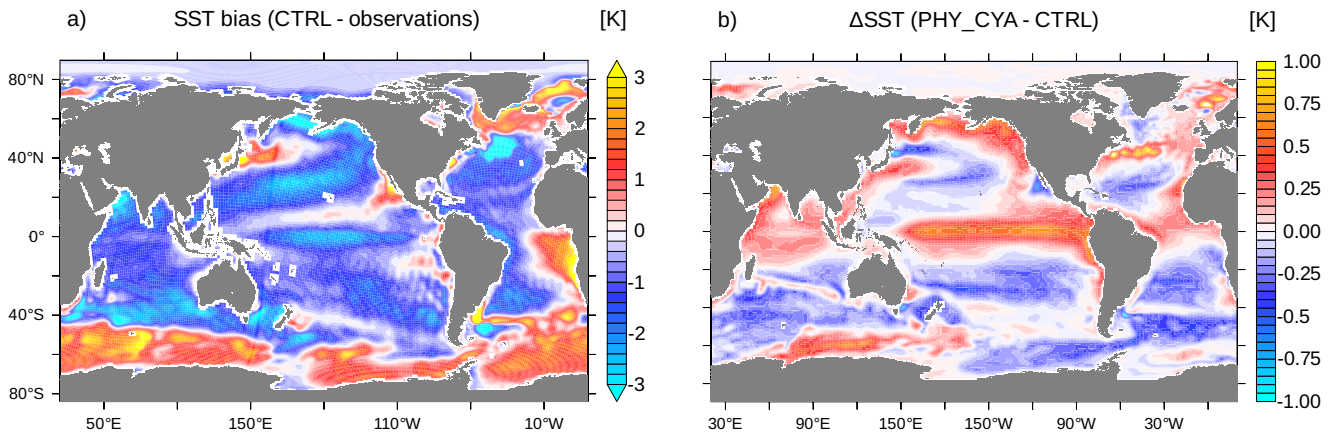 a) SST bias (CTRL - observations) [K]
80°N
40°N
0°
40°S
80°S
50°E 150°E 110°W 10°W
3
2
1
0
-1
-2
-3
b) ΔSST (PHY_CYA - CTRL) [K]
30°E 90°E 150°E 150°W 90°W 30°W
1.00
0.75
0.50
0.25
0.00
-0.25
-0.50
-0.75
-1.00